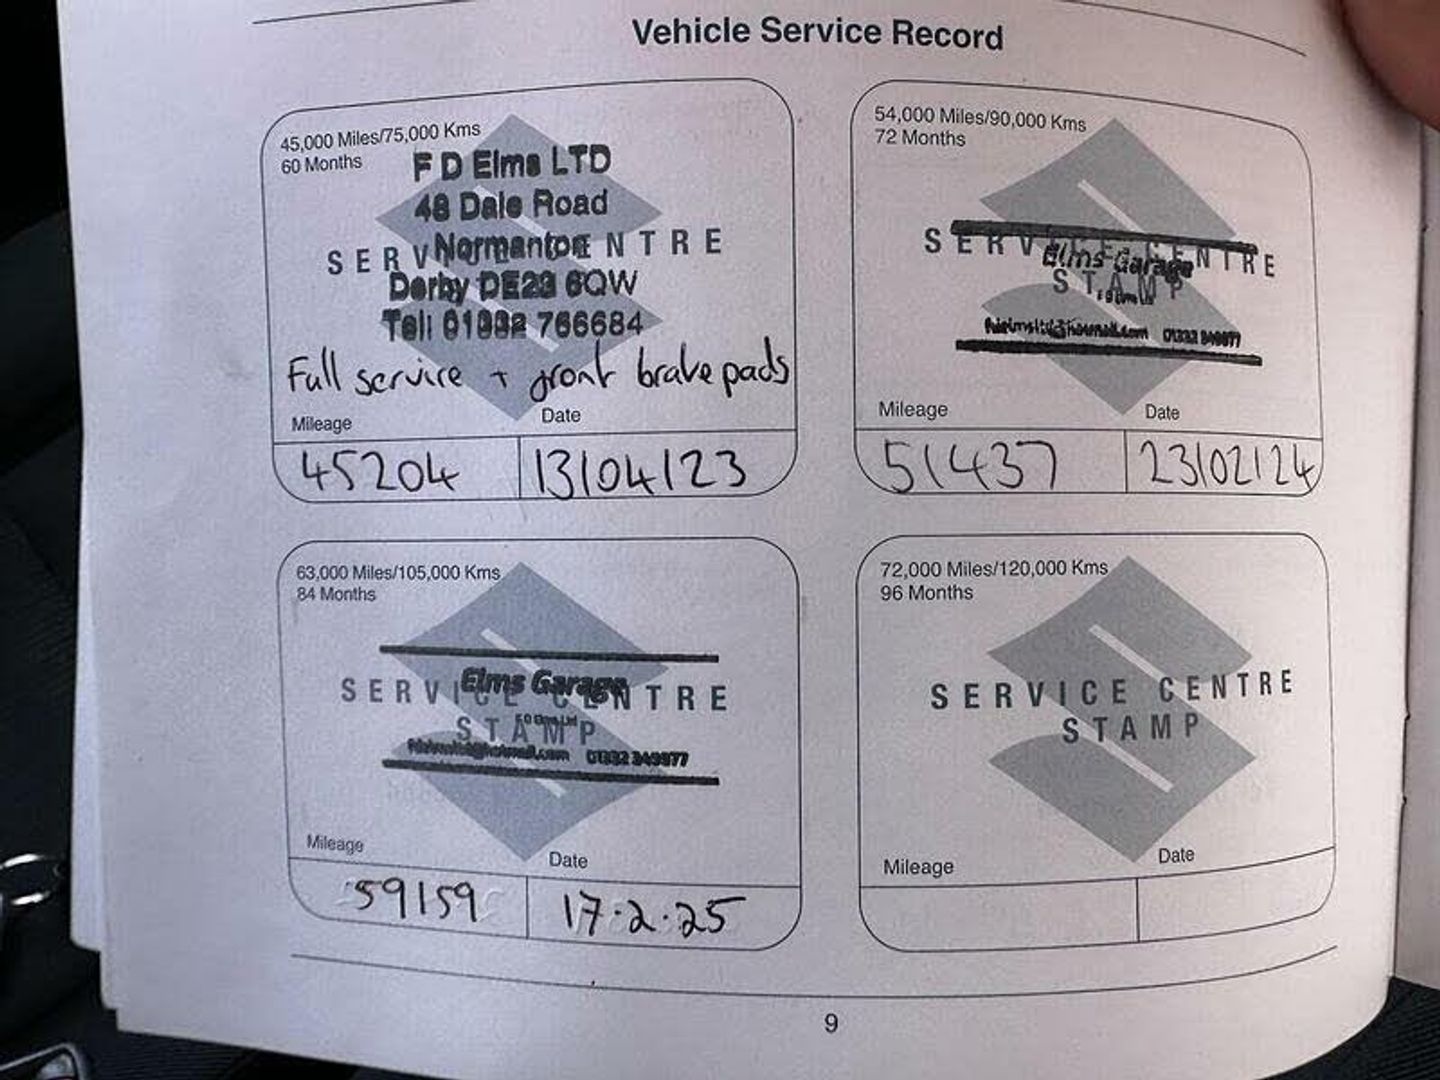 Vehicle Service Record
45,000 Miles/75,000 Kms
60 Months
F D Elms LTD
48 Dale Road
SERVICE CENTRE
Normanton
Derby DE23 6QW
Tel: 01332 766684
Full service + front brake pads
Mileage Date
45204 13/04/23
54,000 Miles/90,000 Kms
72 Months
SERVICE CENTRE
Elms Garage
STAMP
Mileage Date
51437 23/02/24
63,000 Miles/105,000 Kms
84 Months
Elms Garage
SERVICE CENTRE
F D Elms Ltd
STAMP
01332 349977
Mileage Date
59159 17.2.25
72,000 Miles/120,000 Kms
96 Months
SERVICE CENTRE
STAMP
Mileage Date
9